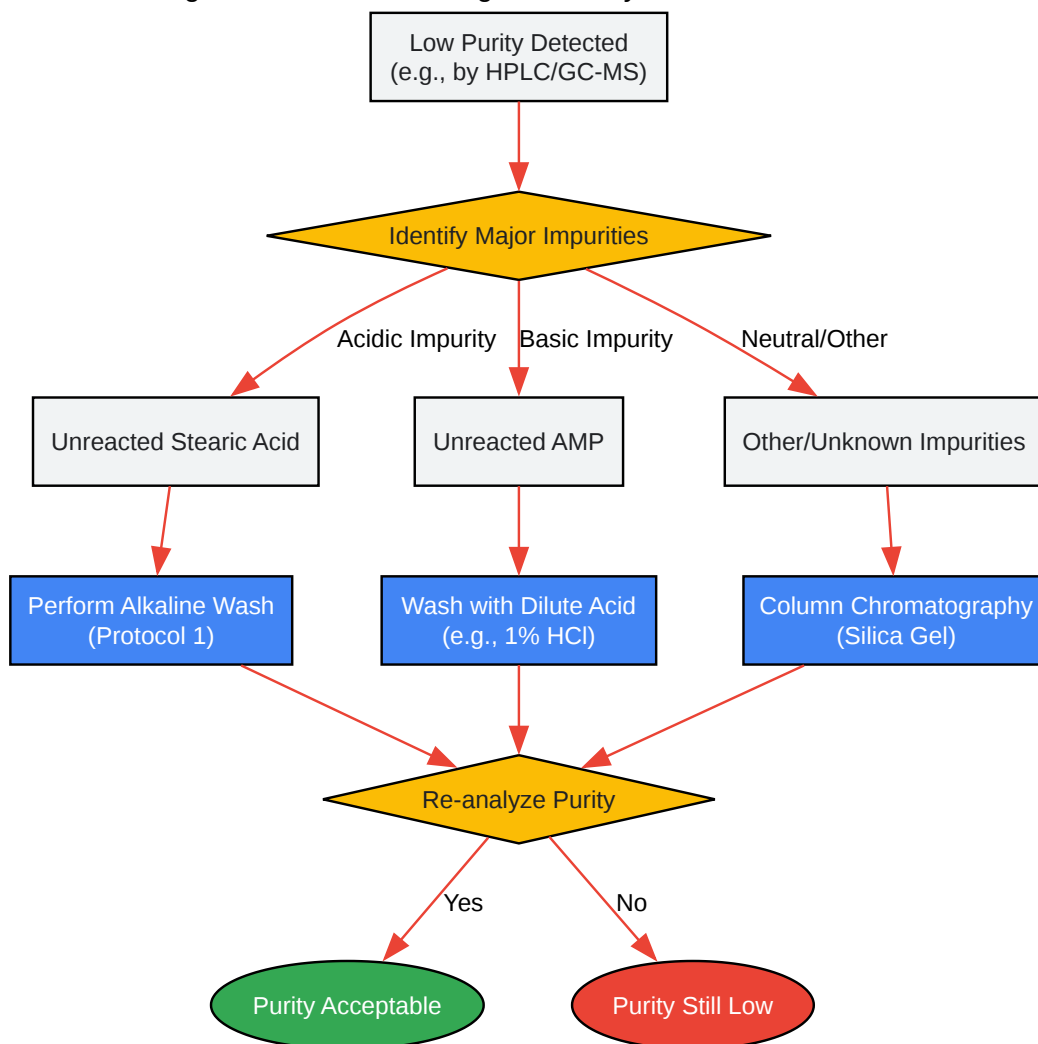 Low Purity Detected
(e.g., by HPLC/GC-MS)
Identify Major Impurities
Acidic Impurity
Basic Impurity
Neutral/Other
Unreacted Stearic Acid
Unreacted AMP
Other/Unknown Impurities
Perform Alkaline Wash
(Protocol 1)
Wash with Dilute Acid
(e.g., 1% HCl)
Column Chromatography
(Silica Gel)
Re-analyze Purity
Yes
No
Purity Acceptable
Purity Still Low